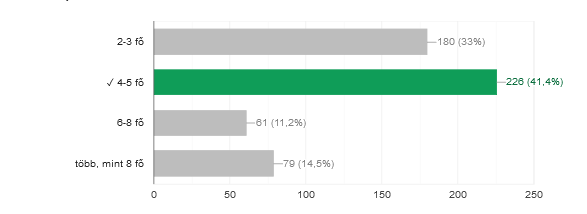 2-3 fő
180 (33%)
✓ 4-5 fő
226 (41,4%)
6-8 fő
61 (11,2%)
több, mint 8 fő
79 (14,5%)
0 50 100 150 200 250